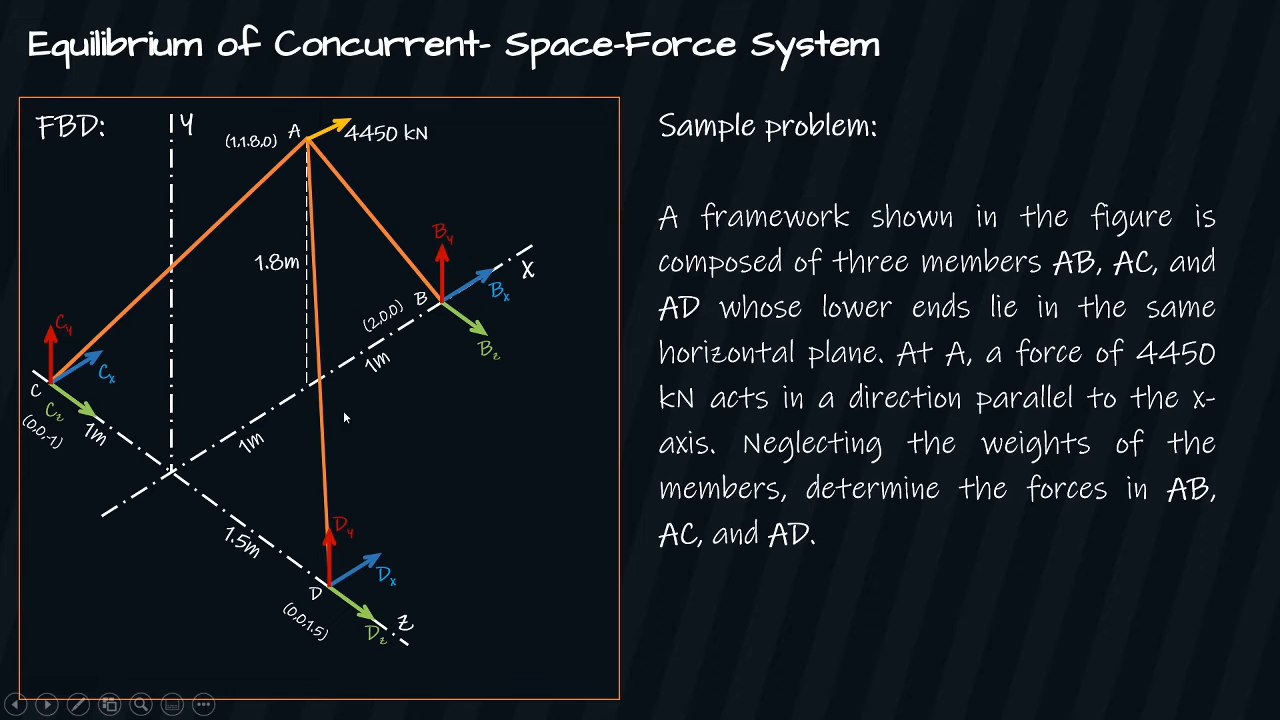 Equilibrium of Concurrent- Space-Force System
FBD:
Y
A
(1,1.8,0)
4450 kN
1.8m
By
X
Bx
B
(2,0,0)
Bz
1m
Cy
Cx
C
Cz
(0,0,-1)
1m
1m
1.5m
Dy
Dx
D
(0,0,1.5)
Z
Dz
Sample problem:
A framework shown in the figure is
composed of three members AB, AC, and
AD whose lower ends lie in the same
horizontal plane. At A, a force of 4450
kN acts in a direction parallel to the x-
axis. Neglecting the weights of the
members, determine the forces in AB,
AC, and AD.